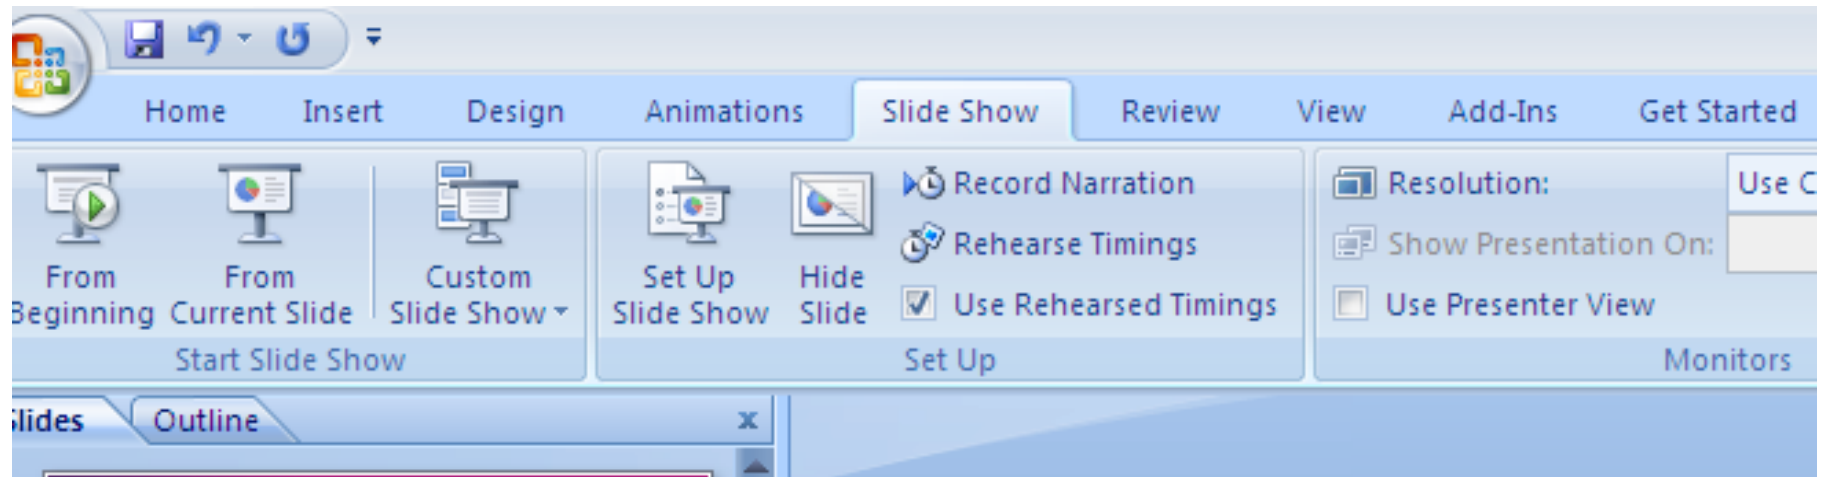 Home Insert Design Animations Slide Show Review View Add-Ins Get Started
From Beginning
From Current Slide
Custom Slide Show
Set Up Slide Show
Hide Slide
Record Narration
Rehearse Timings
Use Rehearsed Timings
Resolution: Use C
Show Presentation On:
Use Presenter View
Start Slide Show
Set Up
Monitors
Slides Outline